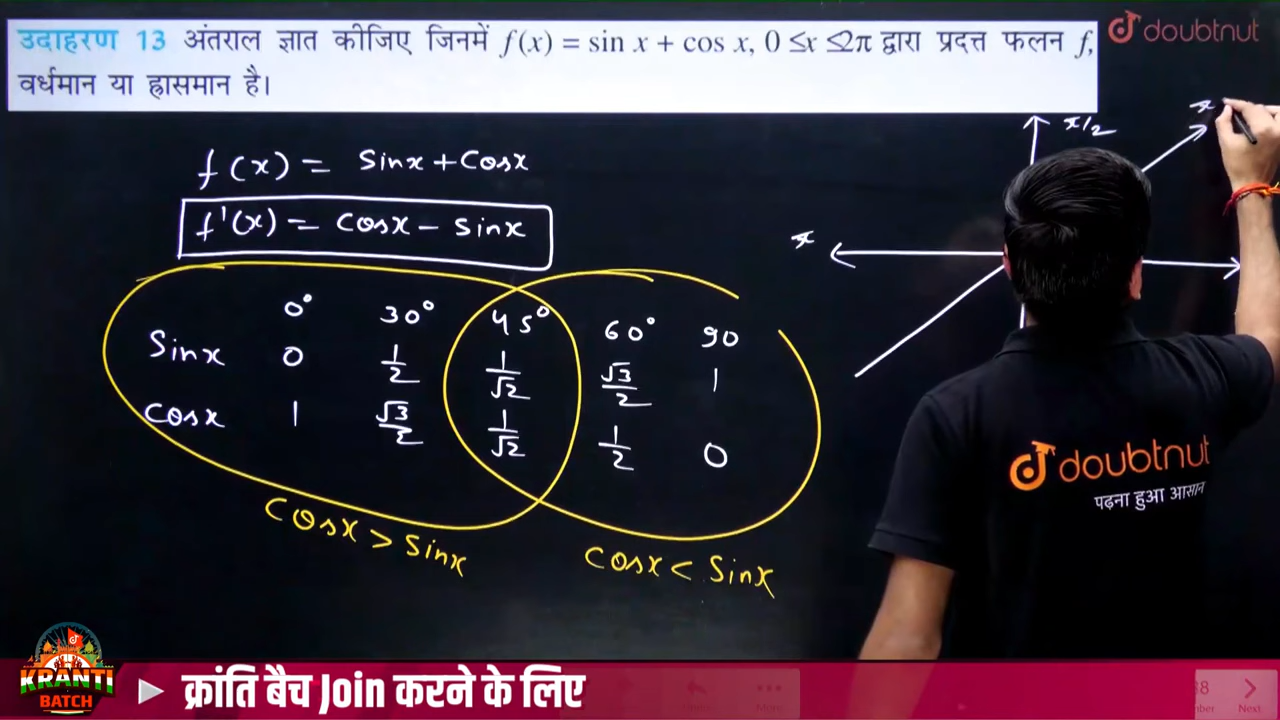 उदाहरण 13 अंतराल ज्ञात कीजिए जिनमें f(x) = sin x + cos x, 0 ≤x ≤2π द्वारा प्रदत्त फलन f,
वर्धमान या ह्रासमान है।
doubtnut
f(x) = Sinx + Cosx
f'(x) = Cosx - Sinx
0° 30° 45° 60° 90
Sinx 0 1/2 1/√2 √3/2 1
Cosx 1 √3/2 1/√2 1/2 0
Cosx > Sinx
Cosx < Sinx
π/2
π
π
doubtnut
पढ़ना हुआ आसान
KRANTI
BATCH
क्रांति बैच Join करने के लिए
More
Next